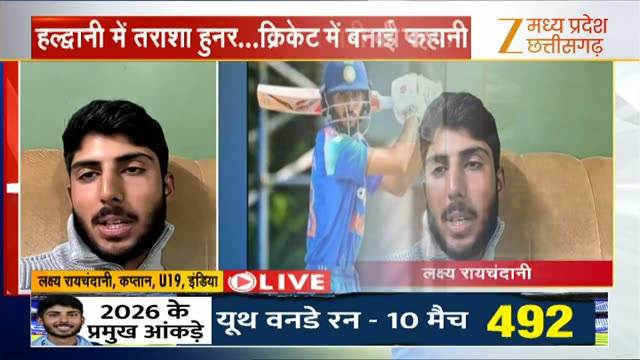 हल्द्वानी में तराशा हुनर...क्रिकेट में बनाई कहानी
Z मध्य प्रदेश
छत्तीसगढ़
लक्ष्य रायचंदानी
लक्ष्य रायचंदानी, कप्तान, U19, इंडिया
LIVE
2026 के
प्रमुख आंकड़े
यूथ वनडे रन - 10 मैच
492